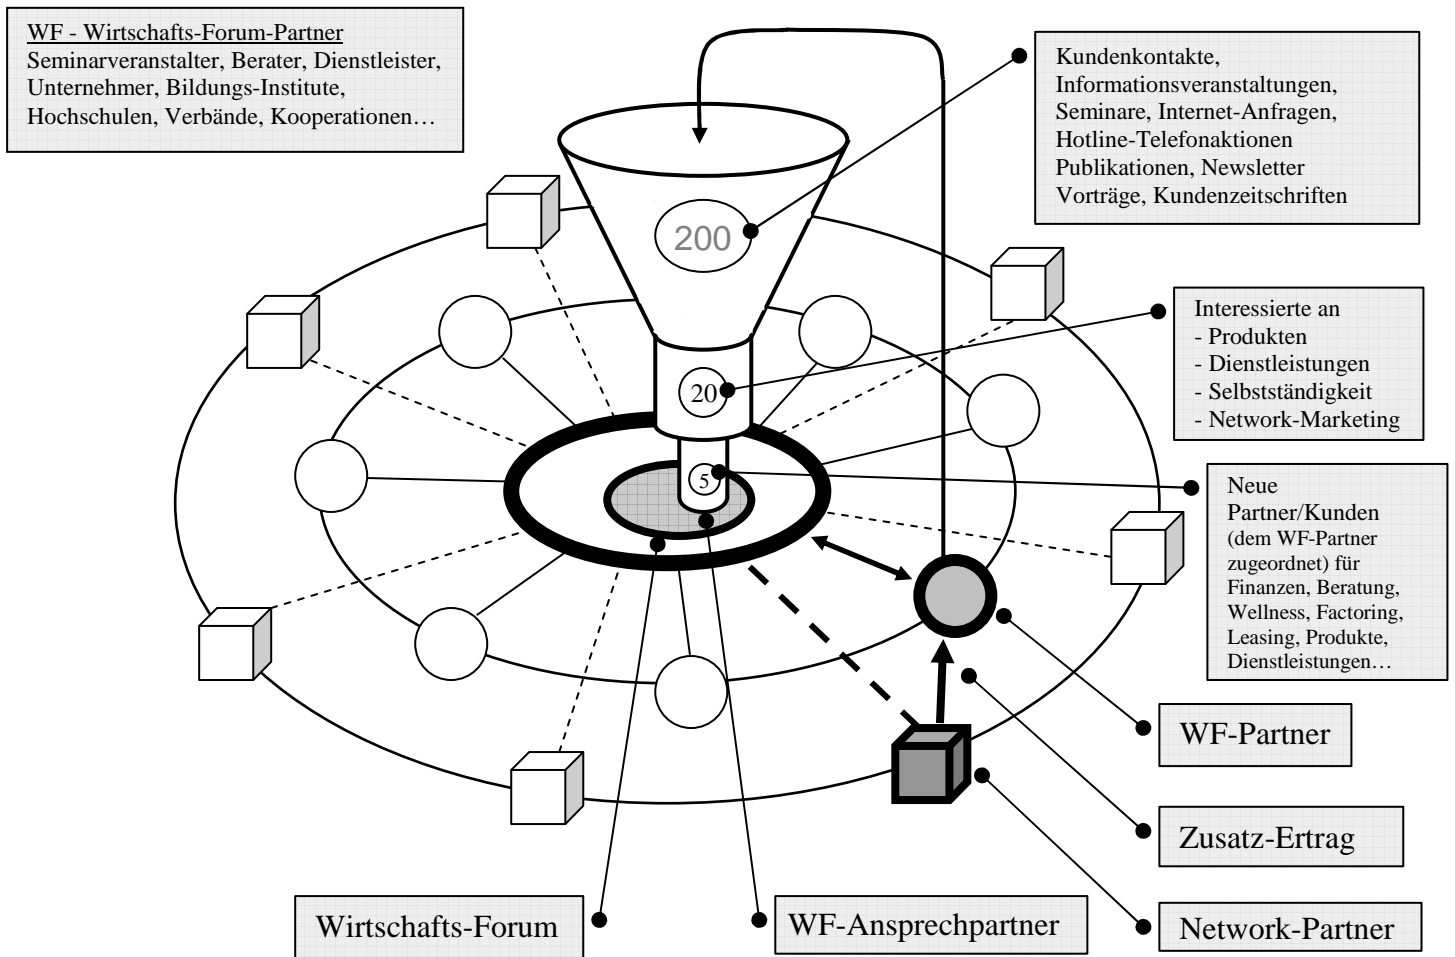 WF - Wirtschafts-Forum-Partner
Seminarveranstalter, Berater, Dienstleister,
Unternehmer, Bildungs-Institute,
Hochschulen, Verbände, Kooperationen…
Kundenkontakte,
Informationsveranstaltungen,
Seminare, Internet-Anfragen,
Hotline-Telefonaktionen
Publikationen, Newsletter
Vorträge, Kundenzeitschriften
200
Interessierte an
- Produkten
- Dienstleistungen
- Selbstständigkeit
- Network-Marketing
20
5
Neue
Partner/Kunden
(dem WF-Partner
zugeordnet) für
Finanzen, Beratung,
Wellness, Factoring,
Leasing, Produkte,
Dienstleistungen…
WF-Partner
Zusatz-Ertrag
Wirtschafts-Forum
WF-Ansprechpartner
Network-Partner